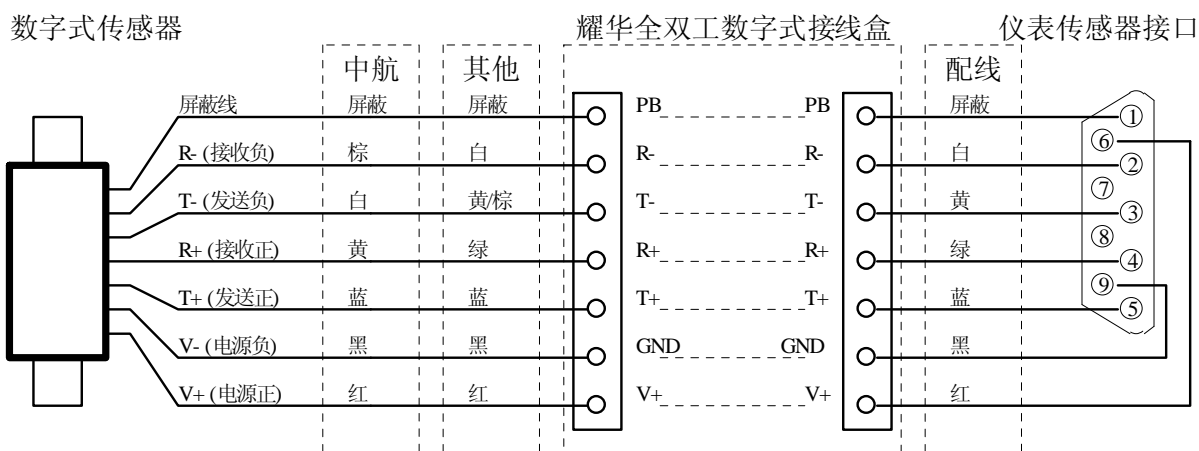 数字式传感器 耀华全双工数字式接线盒 仪表传感器接口
中航 其他 配线
屏蔽线 屏蔽 屏蔽 PB PB 屏蔽 ①
⑥
R- (接收负) 棕 白 R- R- 白 ②
⑦
T- (发送负) 白 黄/棕 T- T- 黄 ③
⑧
R+ (接收正) 黄 绿 R+ R+ 绿 ④
⑨
T+ (发送正) 蓝 蓝 T+ T+ 蓝 ⑤
V- (电源负) 黑 黑 GND GND 黑
V+ (电源正) 红 红 V+ V+ 红